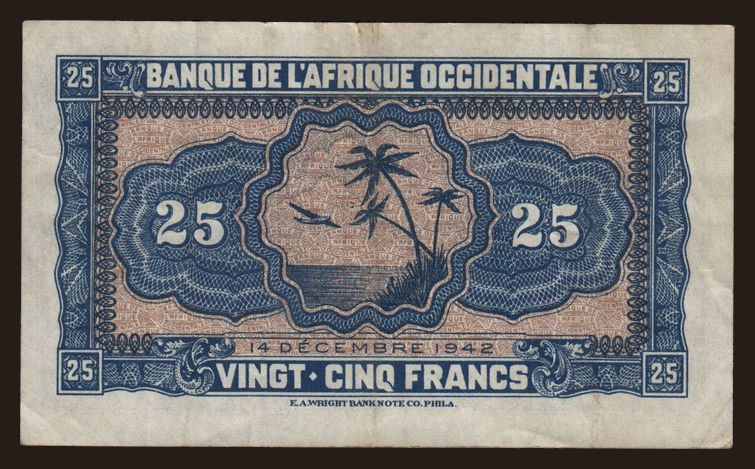 25 BANQUE DE L'AFRIQUE OCCIDENTALE 25
25 25
14 DÉCEMBRE 1942
25 VINGT·CINQ FRANCS 25
E.A.WRIGHT BANK NOTE CO. PHILA.